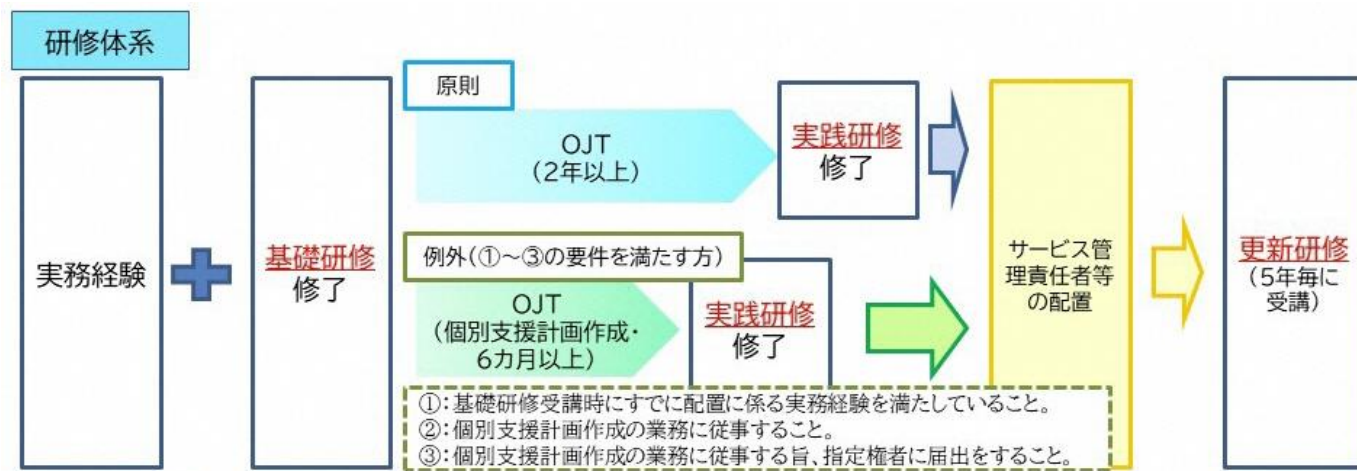 研修体系
実務経験
基礎研修
修了
原則
OJT
(2年以上)
実践研修
修了
例外(①～③の要件を満たす方)
OJT
(個別支援計画作成・
6カ月以上)
実践研修
修了
①：基礎研修受講時にすでに配置に係る実務経験を満たしていること。
②：個別支援計画作成の業務に従事すること。
③：個別支援計画作成の業務に従事する旨、指定権者に届出をすること。
サービス管
理責任者等
の配置
更新研修
(5年毎に
受講)